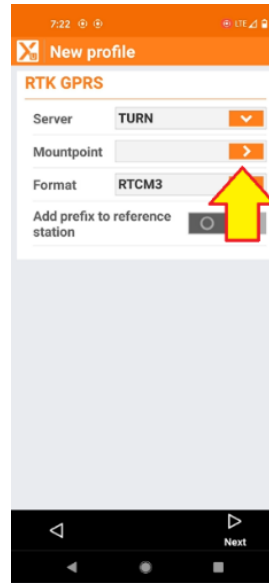 7:22 LTE
New profile
RTK GPRS
Server TURN
Mountpoint
Format RTCM3
Add prefix to reference
station
Next